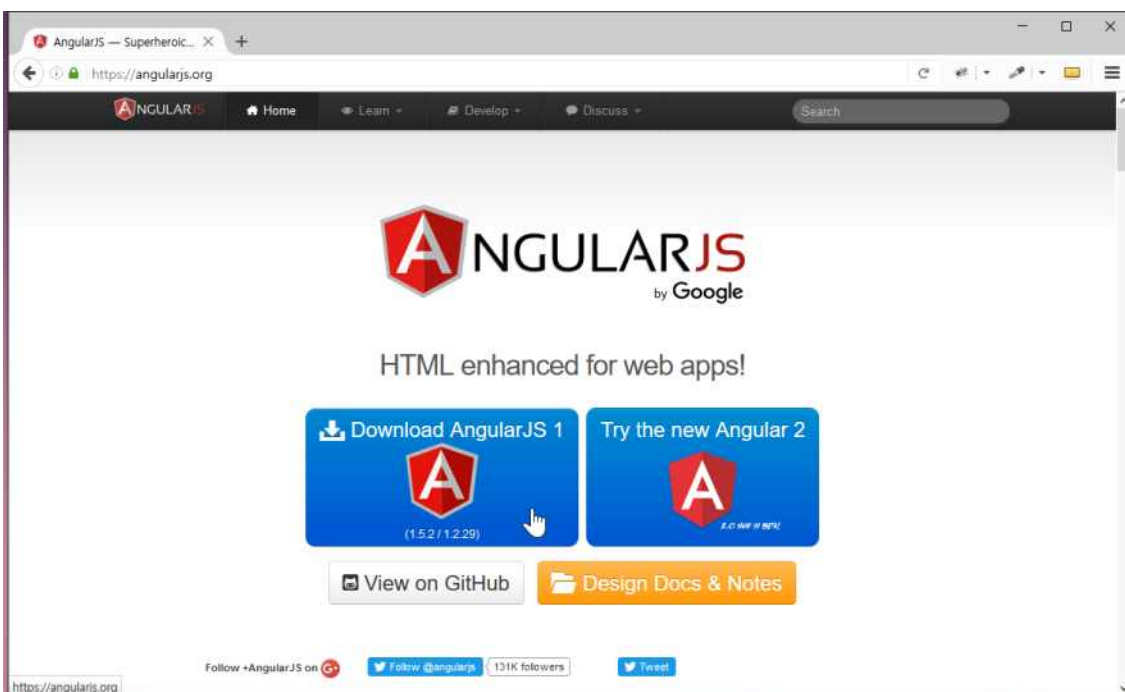 AngularJS — Superheroic...
https://angularjs.org
NGULARJS
Home
Learn
Develop
Discuss
Search
NGULARJS
by Google
HTML enhanced for web apps!
Download AngularJS 1
(1.5.2 / 1.2.29)
Try the new Angular 2
View on GitHub
Design Docs & Notes
Follow +AngularJS on
Follow @angularjs
131K followers
Tweet
https://angularjs.org